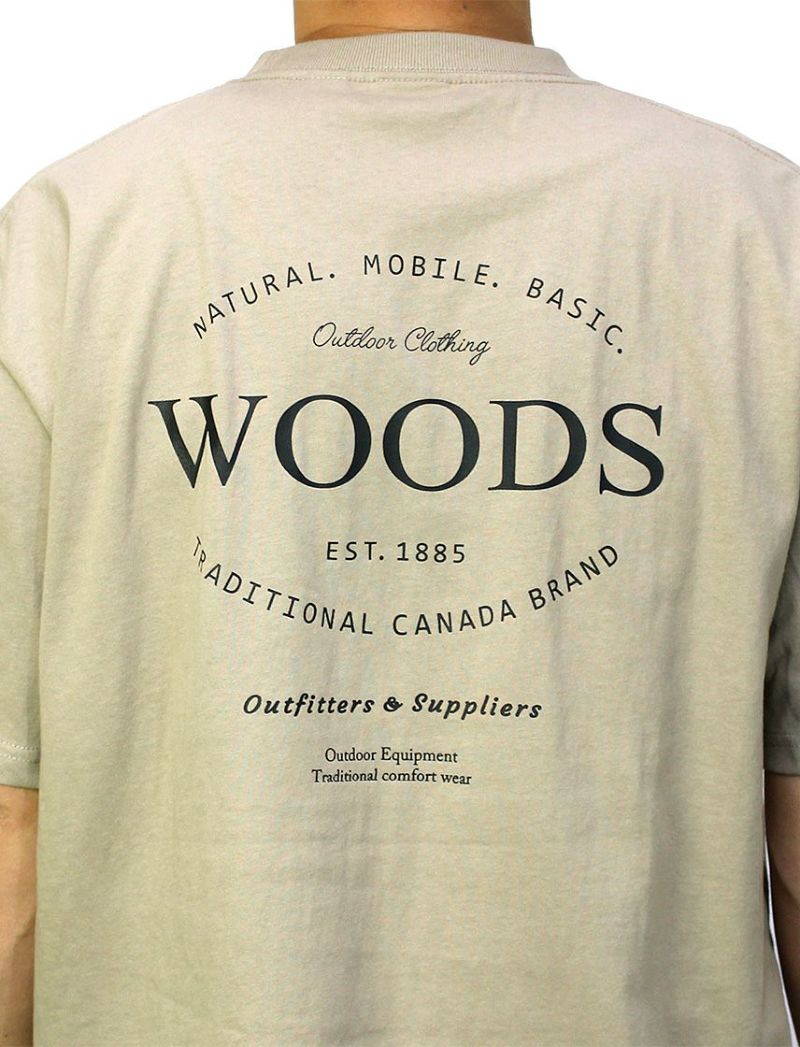 NATURAL. MOBILE. BASIC.
Outdoor Clothing
WOODS
EST. 1885
TRADITIONAL CANADA BRAND
Outfitters & Suppliers
Outdoor Equipment
Traditional comfort wear